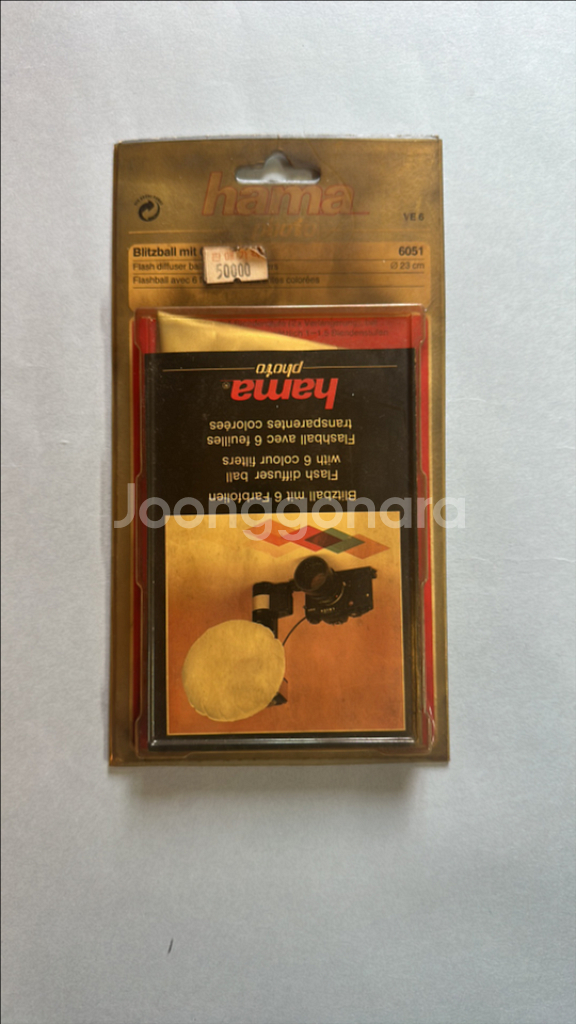 hama
photo
VE 6
Blitzball mit
6051
Flash diffuser
Ø 23 cm
Flashball avec 6
colorées
50000
hama®
photo
Blitzball mit 6 Farbfolien
Flash diffuser ball
with 6 colour filters
Flashball avec 6 feuilles
transparentes colorées
Joonggonara